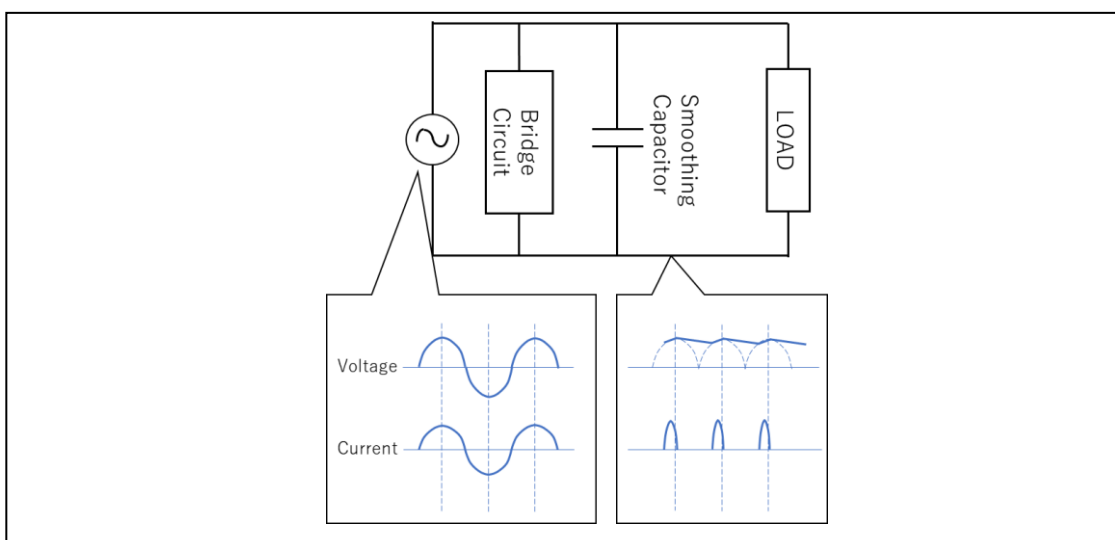 Bridge
Circuit
Smoothing
Capacitor
LOAD
Voltage
Current